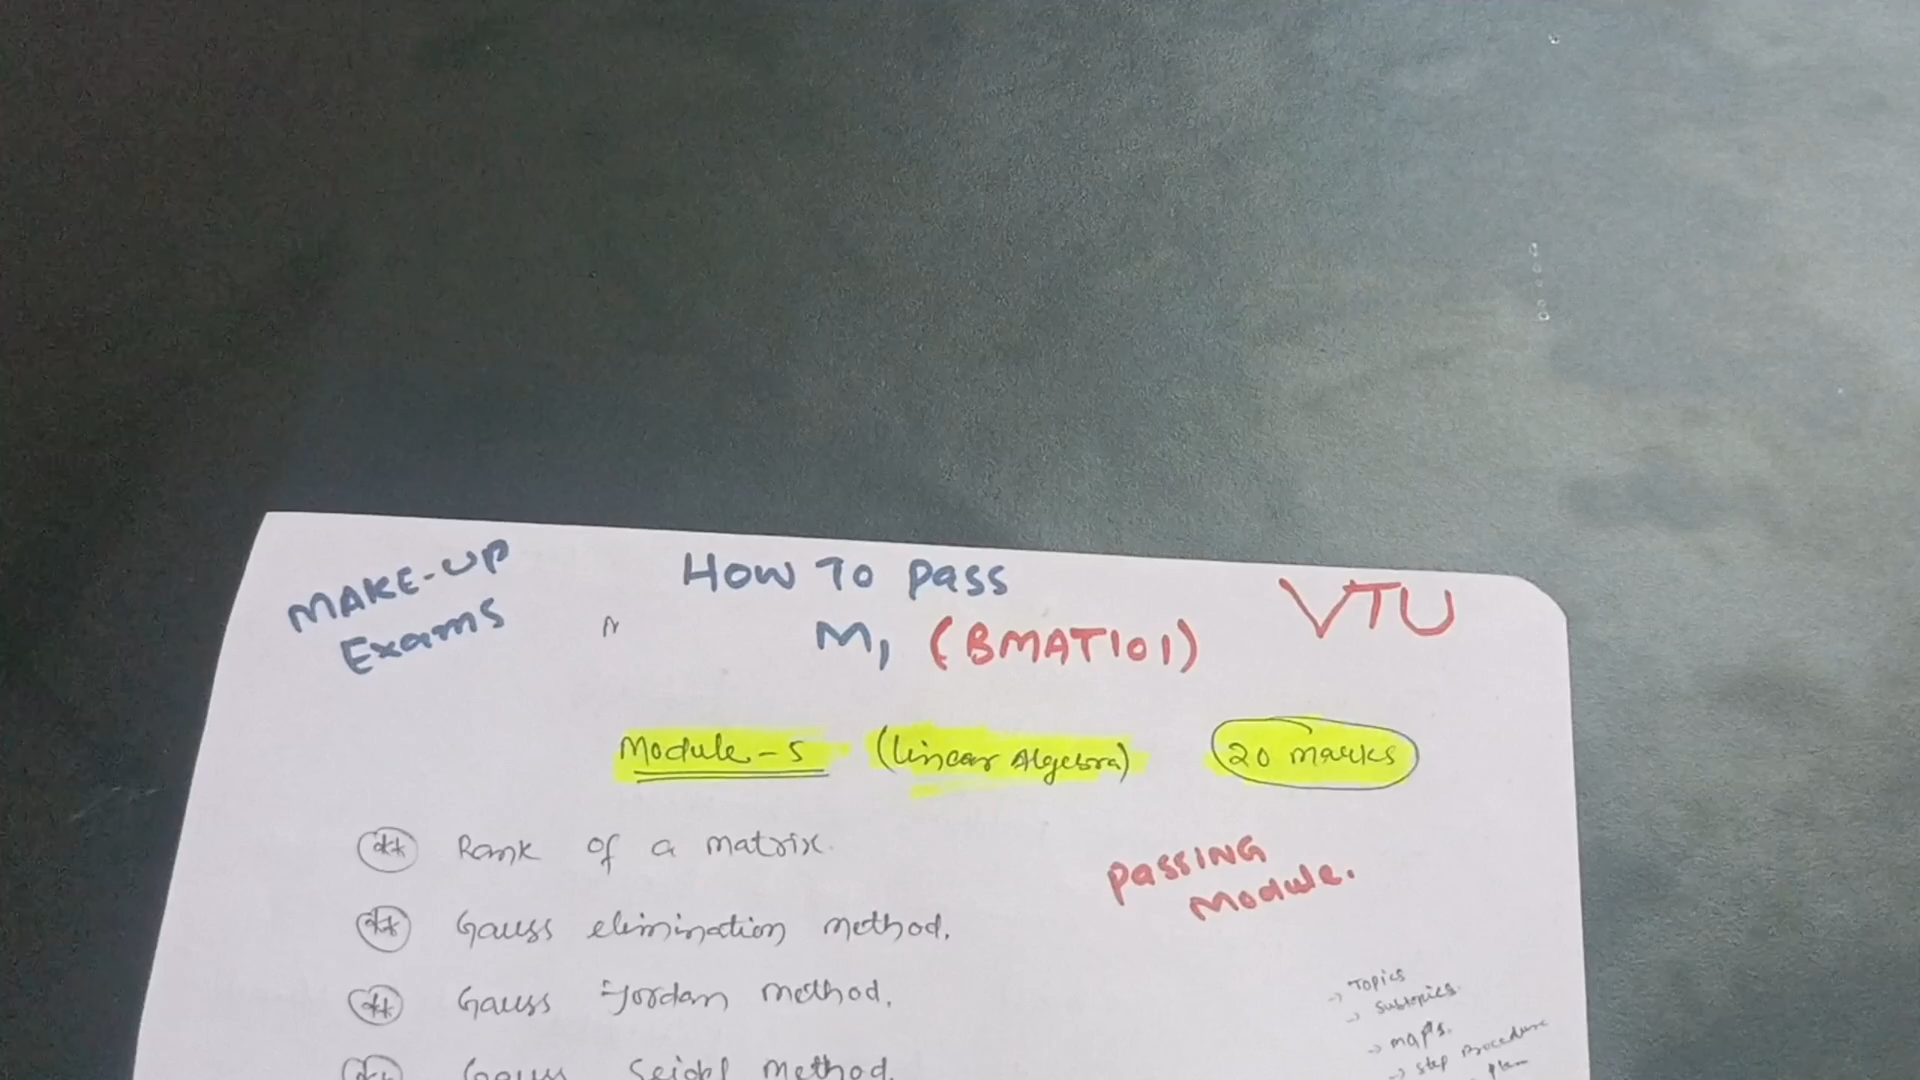 MAKE-UP
Exams
HOW TO pass
M1 (BMAT101)
VTU
Module-5 (Linear Algebra) 20 marks
** Rank of a matrix.
** Gauss elimination method.
** Gauss Jordan method.
** Gauss Seidel method.
PASSING
Module.
→ Topics
→ Subtopics.
→ step Procedure